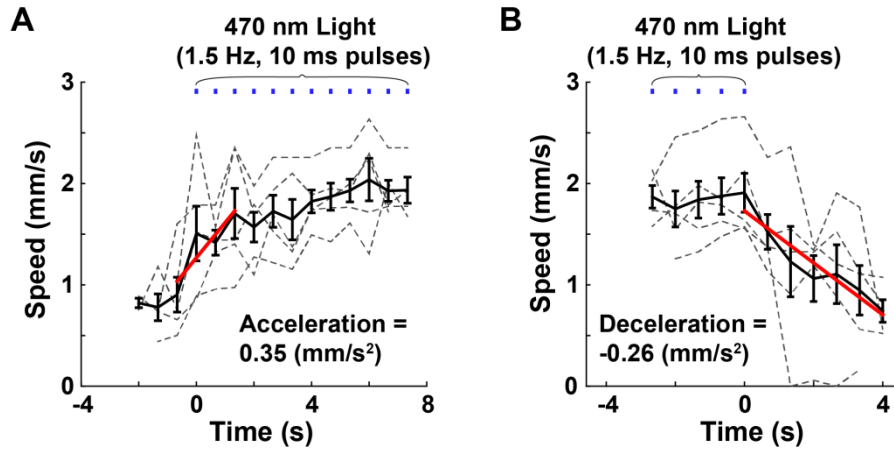 A
470 nm Light
(1.5 Hz, 10 ms pulses)
3
2
1
0
Speed (mm/s)
Acceleration =
0.35 (mm/s²)
-4
0
4
8
Time (s)
B
470 nm Light
(1.5 Hz, 10 ms pulses)
3
2
1
0
Speed (mm/s)
Deceleration =
-0.26 (mm/s²)
-4
0
4
Time (s)